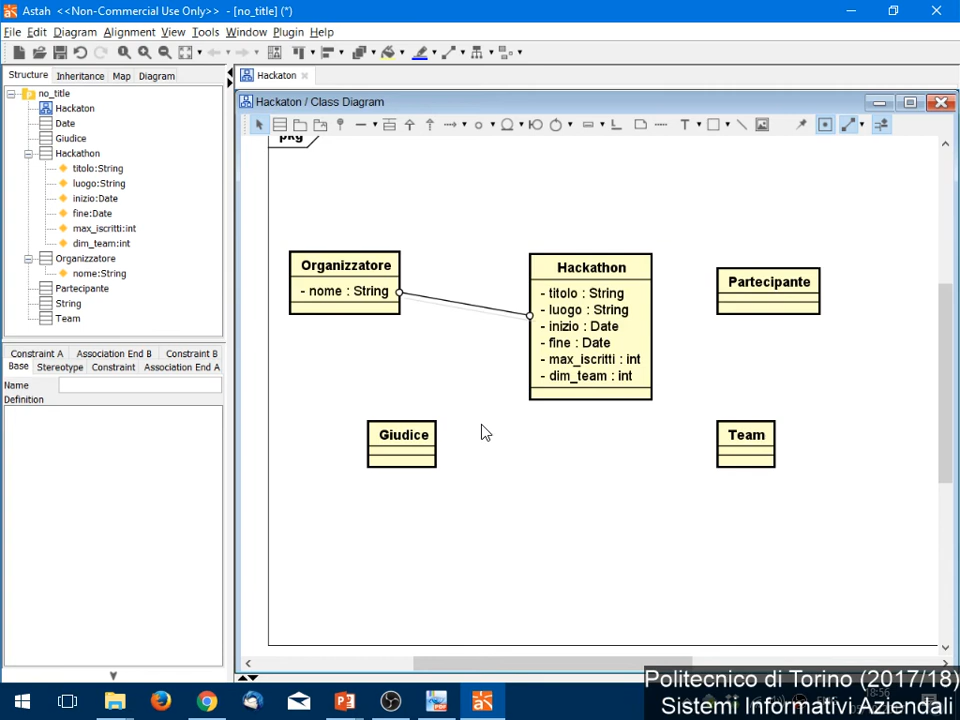 Astah <<Non-Commercial Use Only>> - [no_title] (*)
File Edit Diagram Alignment View Tools Window Plugin Help
Structure Inheritance Map Diagram
Hackaton
no_title
Hackaton
Date
Giudice
Hackathon
titolo:String
luogo:String
inizio:Date
fine:Date
max_iscritti:int
dim_team:int
Organizzatore
nome:String
Partecipante
String
Team
Constraint A Association End B Constraint B
Base Stereotype Constraint Association End A
Name
Definition
Hackaton / Class Diagram
pkg
Organizzatore
- nome : String
Hackathon
- titolo : String
- luogo : String
- inizio : Date
- fine : Date
- max_iscritti : int
- dim_team : int
Partecipante
Giudice
Team
Politecnico di Torino (2017/18)
18:56
Sistemi Informativi Aziendali